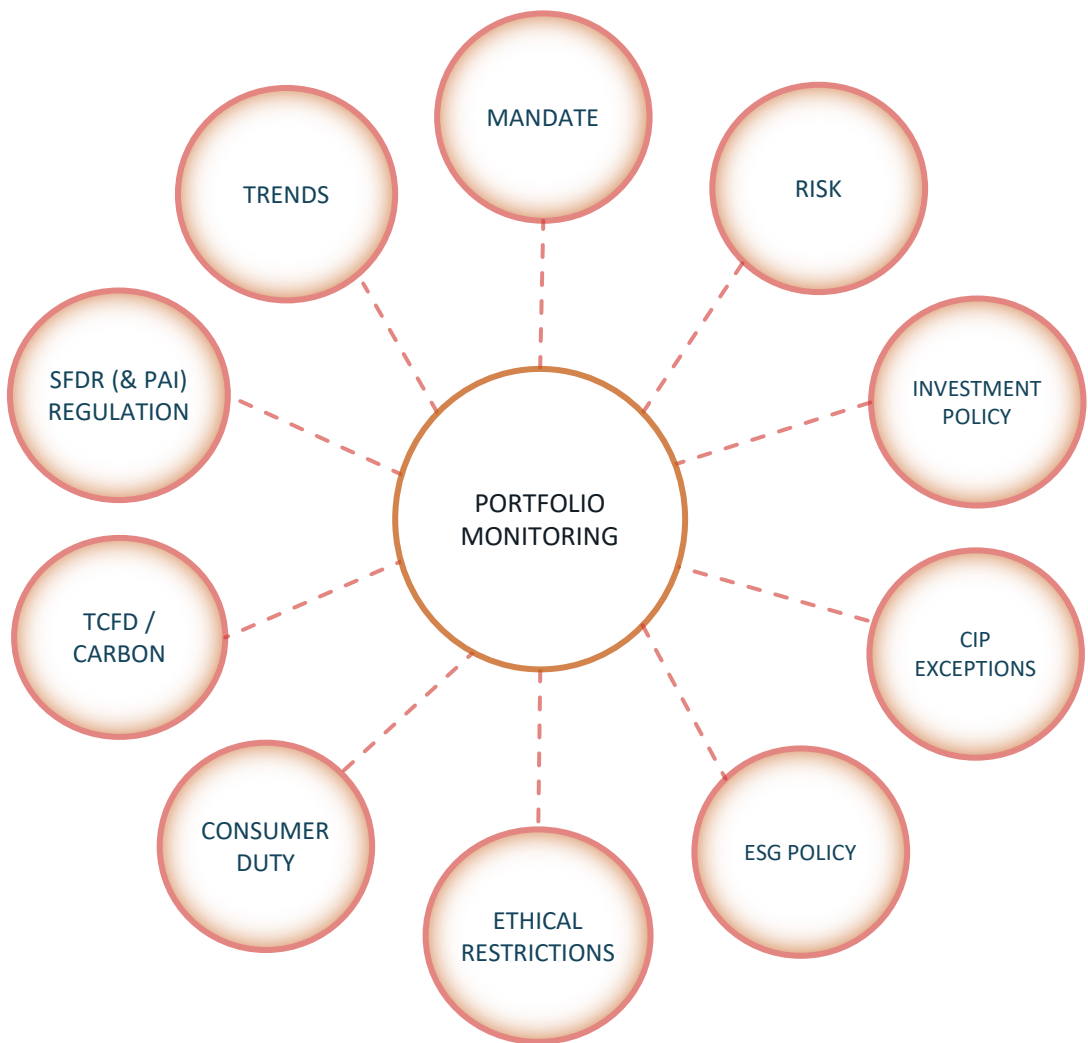 MANDATE
RISK
TRENDS
INVESTMENT
POLICY
SFDR (& PAI)
REGULATION
PORTFOLIO
MONITORING
CIP
EXCEPTIONS
TCFD /
CARBON
ESG POLICY
CONSUMER
DUTY
ETHICAL
RESTRICTIONS